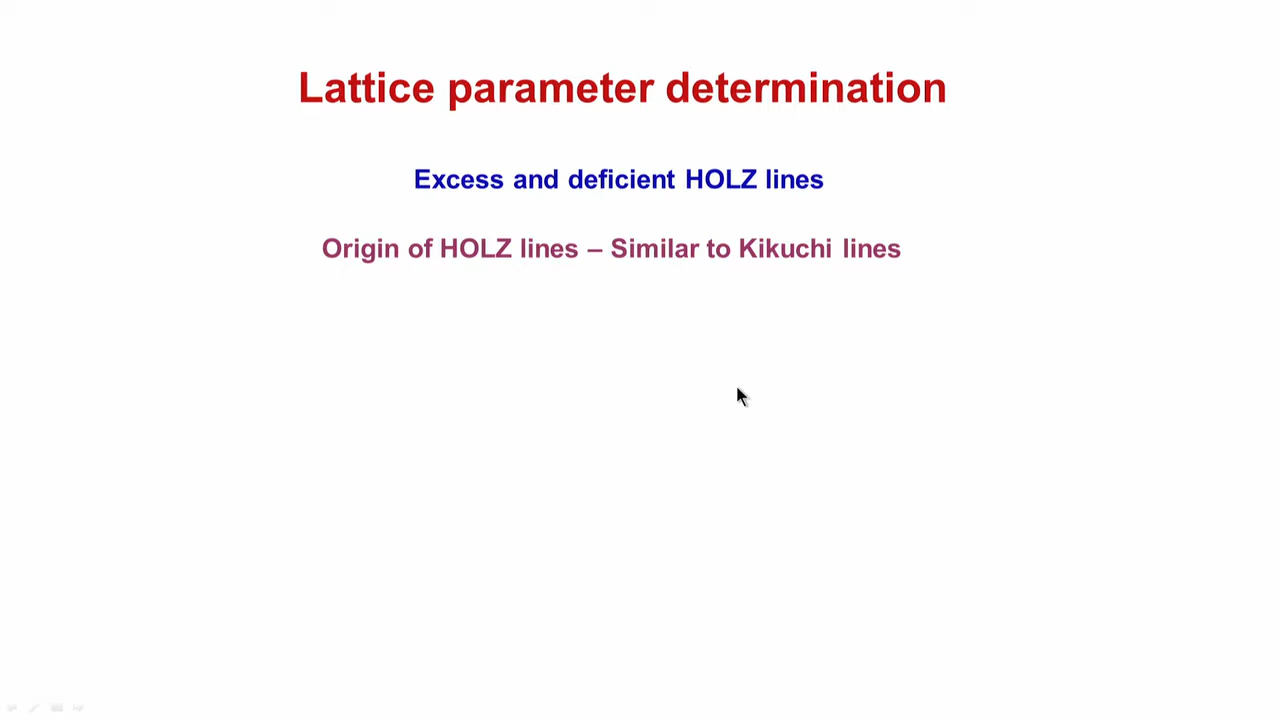 Lattice parameter determination
Excess and deficient HOLZ lines
Origin of HOLZ lines – Similar to Kikuchi lines